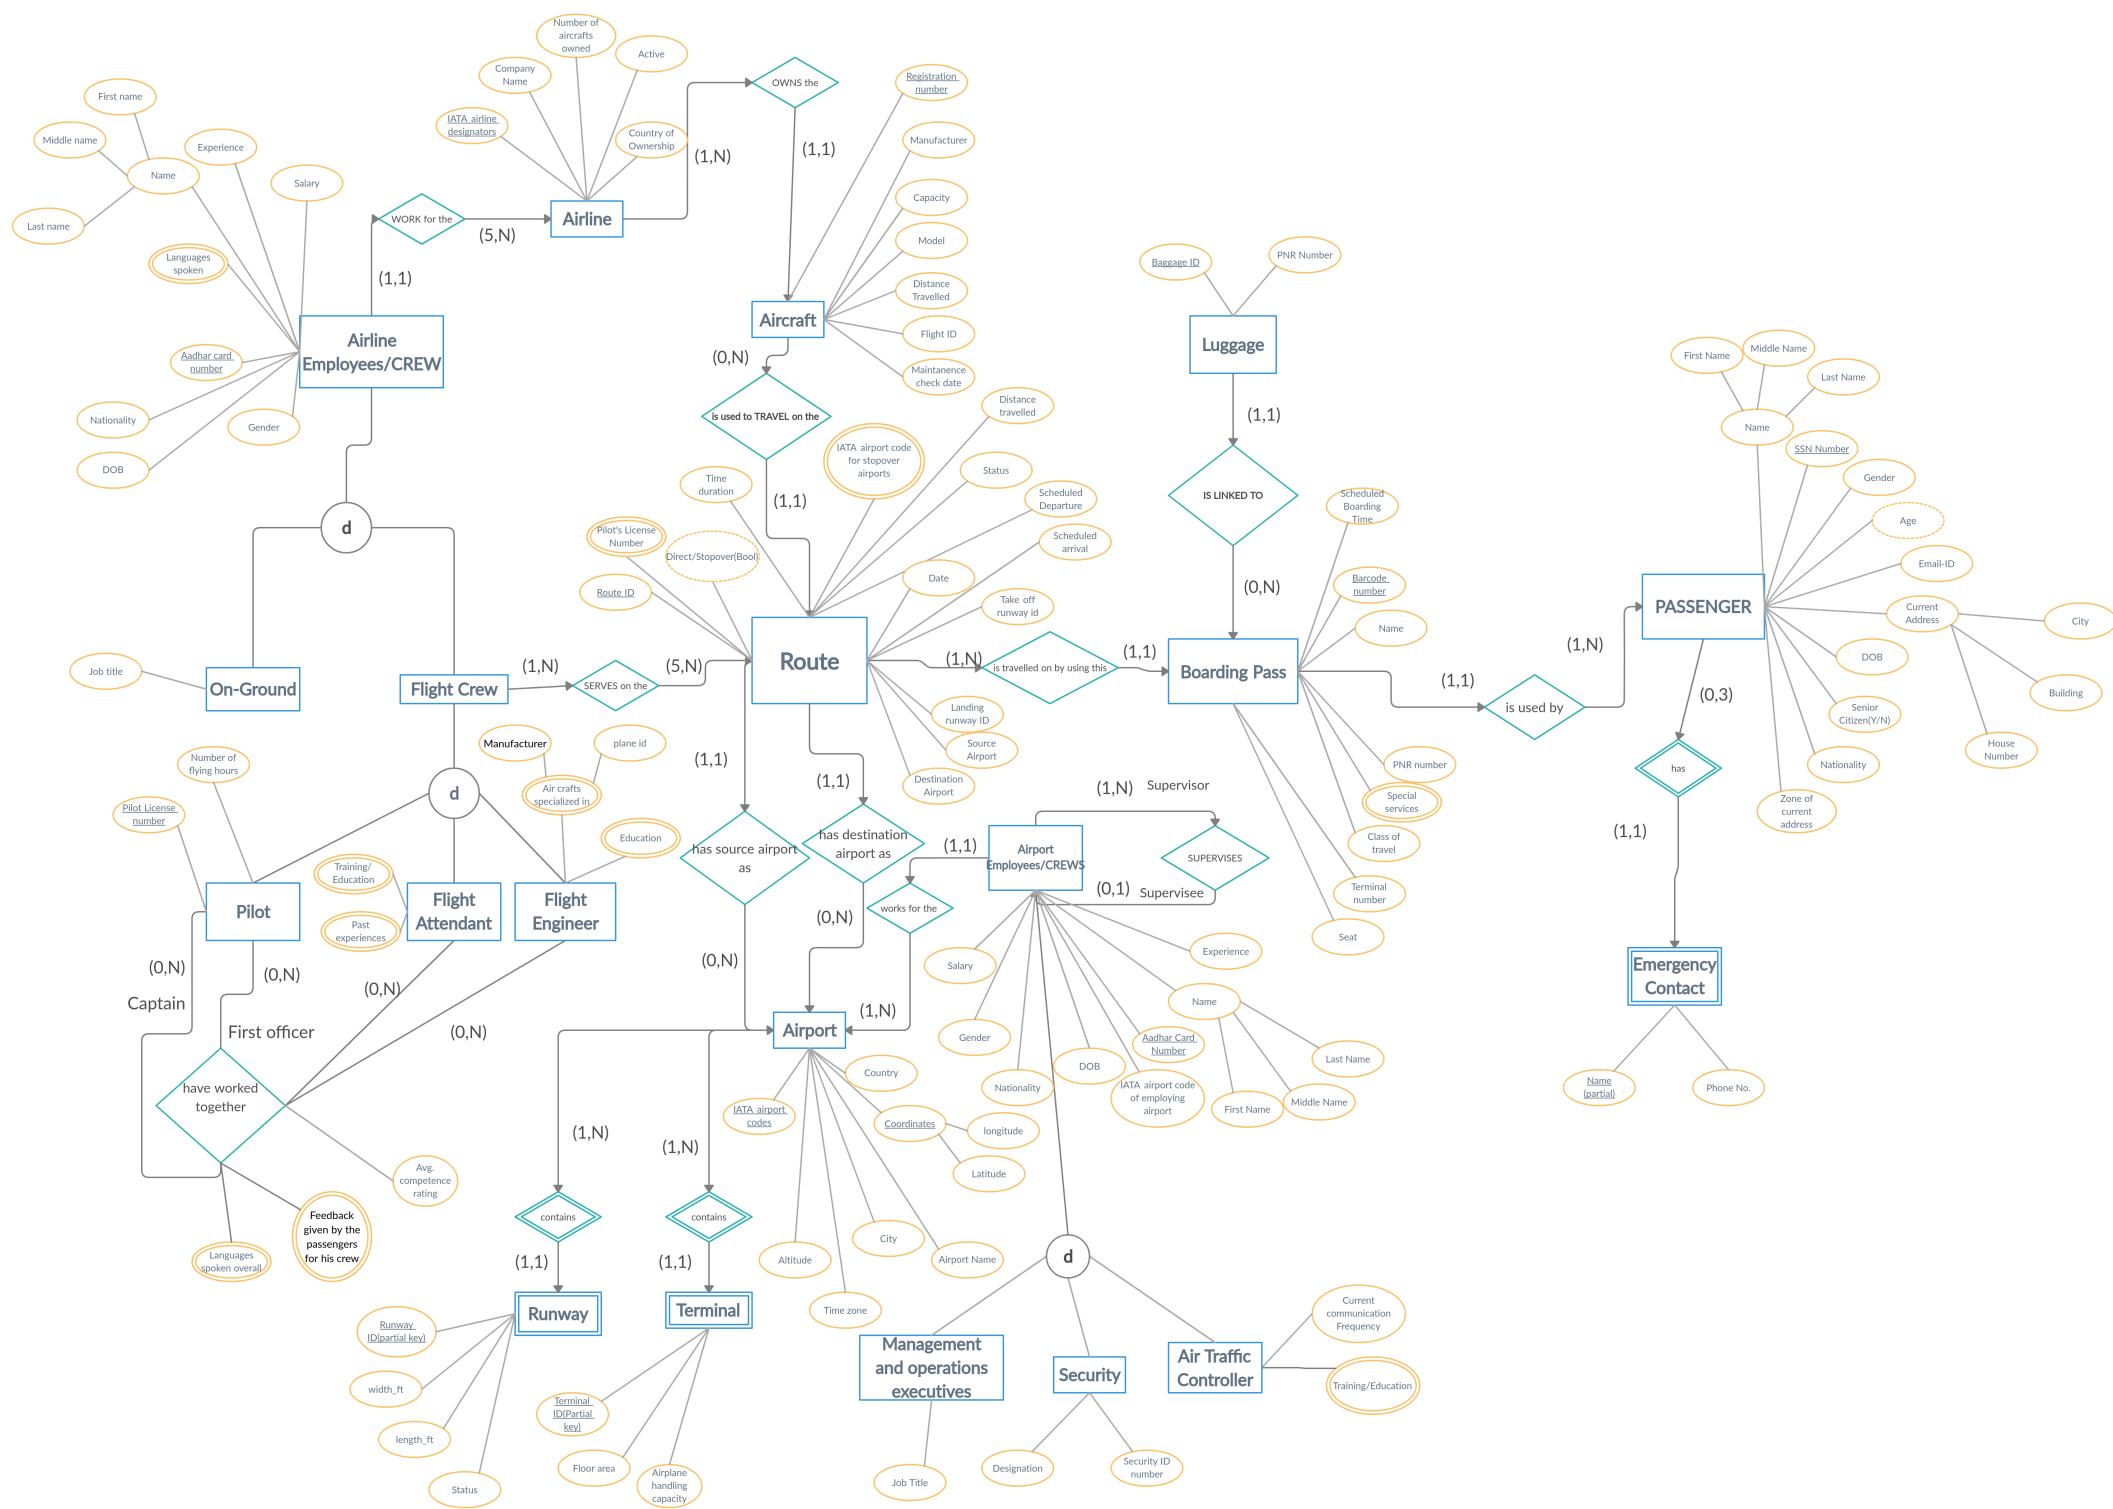 Number of
aircrafts
owned
Active
Company
Name
IATA airline
designators
Country of
Ownership
OWNS the
(1,N)
(1,1)
Airline
WORK for the
(5,N)
(1,1)
First name
Middle name
Name
Last name
Experience
Salary
Languages
spoken
Aadhar card
number
Nationality
DOB
Gender
Airline
Employees/CREW
d
Job title
On-Ground
Flight Crew
(1,N)
SERVES on the
(5,N)
Registration
number
Manufacturer
Capacity
Model
Distance
Travelled
Flight ID
Maintanence
check date
Aircraft
(0,N)
is used to TRAVEL on the
(1,1)
Time
duration
Pilot's License
Number
Direct/Stopover(Bool)
Route ID
IATA airport code
for stopover
airports
Distance
travelled
Status
Scheduled
Departure
Scheduled
arrival
Date
Take off
runway id
Landing
runway ID
Source
Airport
Destination
Airport
Route
(1,N)
is travelled on by using this
(1,1)
Baggage ID
PNR Number
Luggage
(1,1)
IS LINKED TO
(0,N)
Boarding Pass
Scheduled
Boarding
Time
Barcode
number
Name
PNR number
Special
services
Class of
travel
Terminal
number
Seat
(1,1)
is used by
(1,N)
First Name
Middle Name
Last Name
Name
SSN Number
Gender
Age
Email-ID
Current
Address
City
Building
House
Number
DOB
Senior
Citizen(Y/N)
Nationality
Zone of
current
address
PASSENGER
(0,3)
has
(1,1)
Emergency
Contact
Name
(partial)
Phone No.
d
Number of
flying hours
Pilot License
number
Pilot
Training/
Education
Past
experiences
Flight
Attendant
Manufacturer
plane id
Air crafts
specialized in
Education
Flight
Engineer
(0,N)
Captain
(0,N)
First officer
(0,N)
(0,N)
have worked
together
Avg.
competence
rating
Feedback
given by the
passengers
for his crew
Languages
spoken overall
(1,1)
has source airport
as
(0,N)
(1,1)
has destination
airport as
(0,N)
(1,1)
works for the
(1,N)
Airport
Employees/CREWS
(1,N)
Supervisor
SUPERVISES
(0,1)
Supervisee
Salary
Gender
Nationality
DOB
Aadhar Card
Number
IATA airport code
of employing
airport
Experience
Name
Last Name
Middle Name
First Name
Airport
Country
IATA airport
codes
Coordinates
longitude
Latitude
Altitude
City
Airport Name
Time zone
(1,N)
contains
(1,1)
Runway
Runway
ID(partial key)
width_ft
length_ft
Status
(1,N)
contains
(1,1)
Terminal
Terminal
ID(Partial
key)
Floor area
Airplane
handling
capacity
d
Management
and operations
executives
Job Title
Security
Designation
Security ID
number
Air Traffic
Controller
Current
communication
Frequency
Training/Education